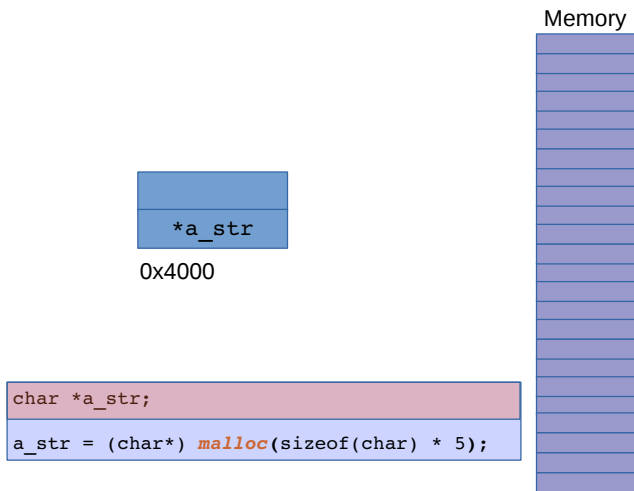 Memory
*a_str
0x4000
char *a_str;
a_str = (char*) malloc(sizeof(char) * 5);